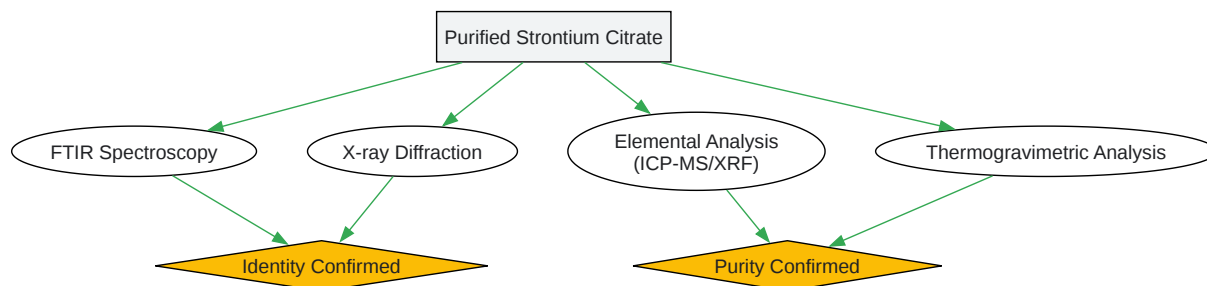 Purified Strontium Citrate
FTIR Spectroscopy
X-ray Diffraction
Elemental Analysis
(ICP-MS/XRF)
Thermogravimetric Analysis
Identity Confirmed
Purity Confirmed